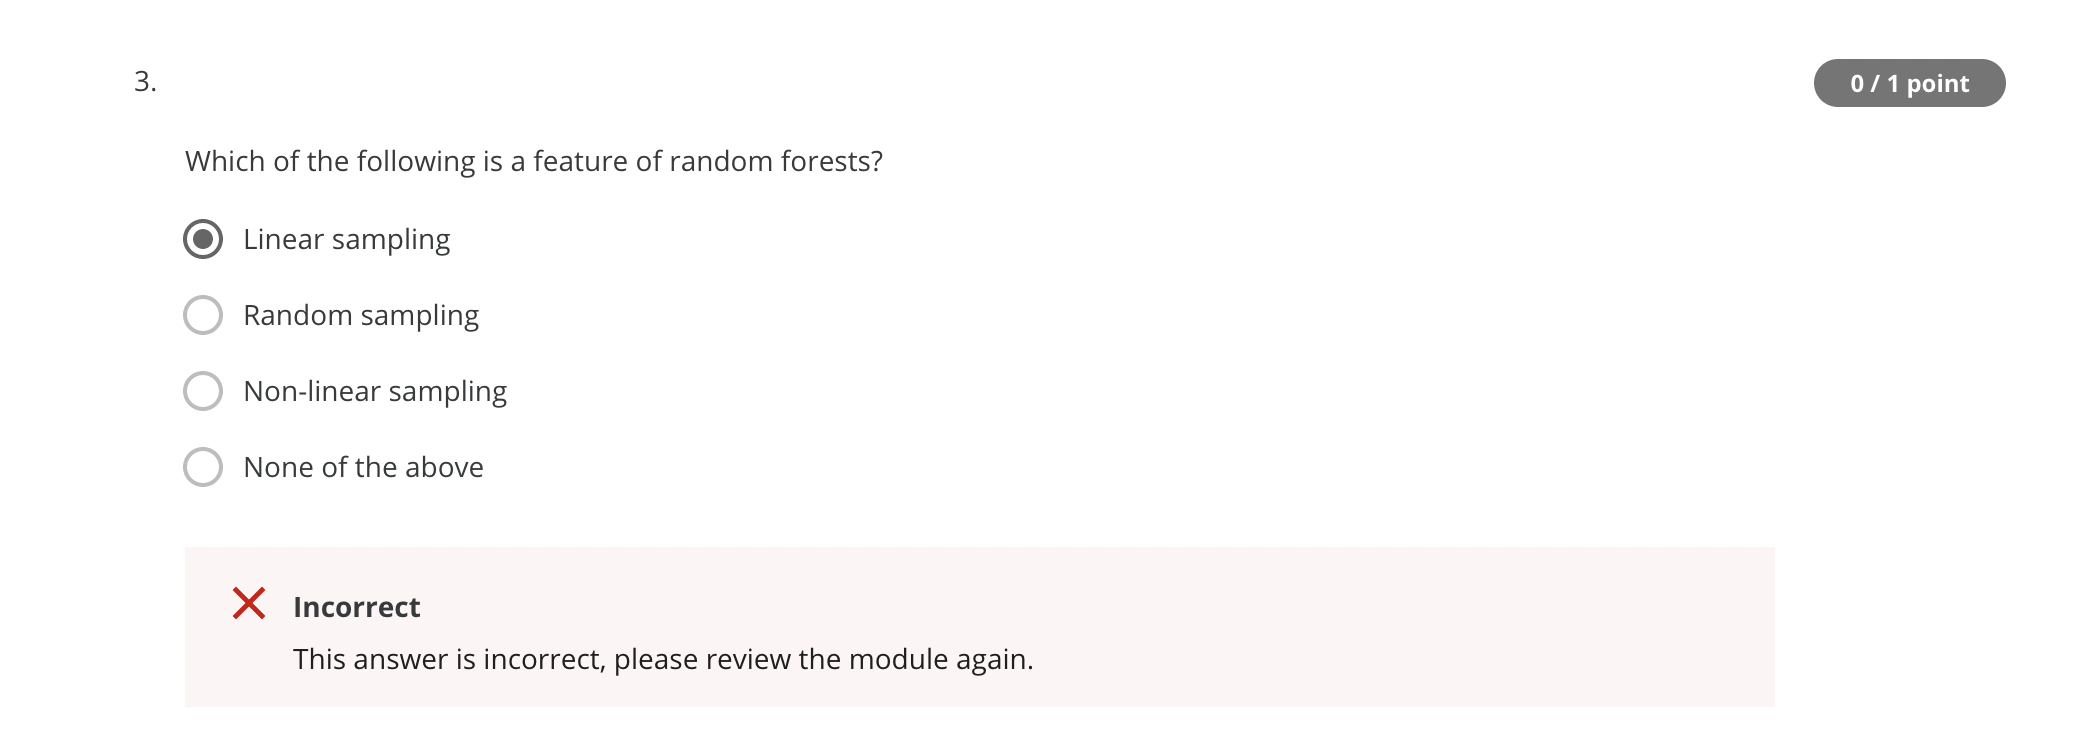 3.
0 / 1 point
Which of the following is a feature of random forests?
Linear sampling
Random sampling
Non-linear sampling
None of the above
Incorrect
This answer is incorrect, please review the module again.